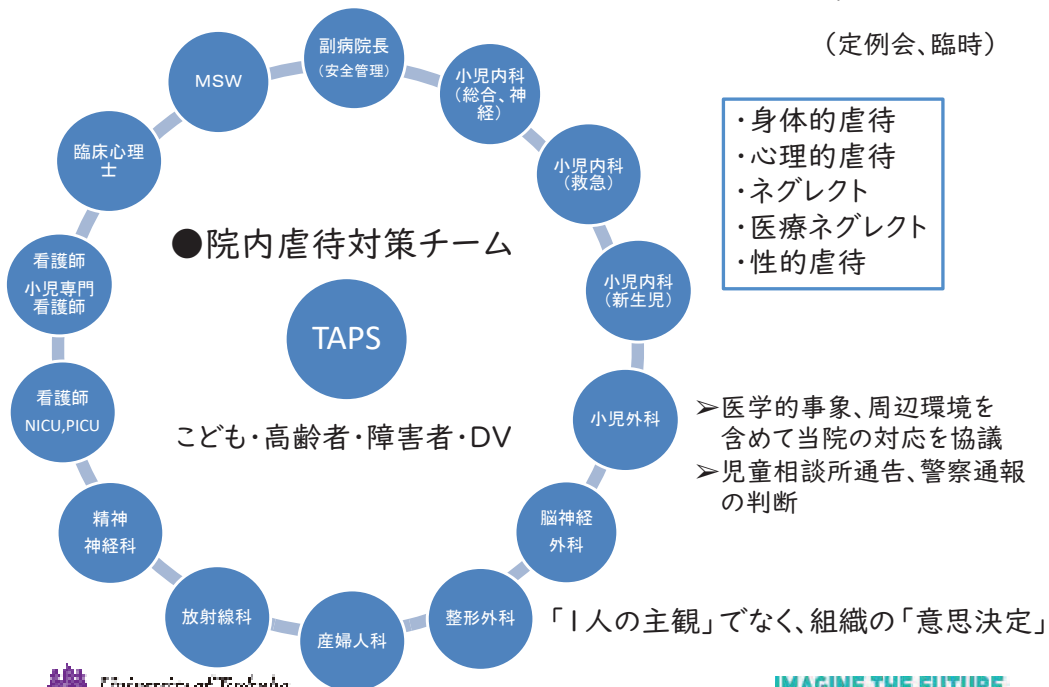 (定例会、臨時)
副病院長
(安全管理)
小児内科
(総合、神
経)
小児内科
(救急)
小児内科
(新生児)
小児外科
脳神経
外科
整形外科
産婦人科
放射線科
精神
神経科
看護師
NICU,PICU
看護師
小児専門
看護師
臨床心理
士
MSW
●院内虐待対策チーム
TAPS
こども・高齢者・障害者・DV
・身体的虐待
・心理的虐待
・ネグレクト
・医療ネグレクト
・性的虐待
➢医学的事象、周辺環境を
含めて当院の対応を協議
➢児童相談所通告、警察通報
の判断
「1人の主観」でなく、組織の「意思決定」
University of Tsukuba
IMAGINE THE FUTURE